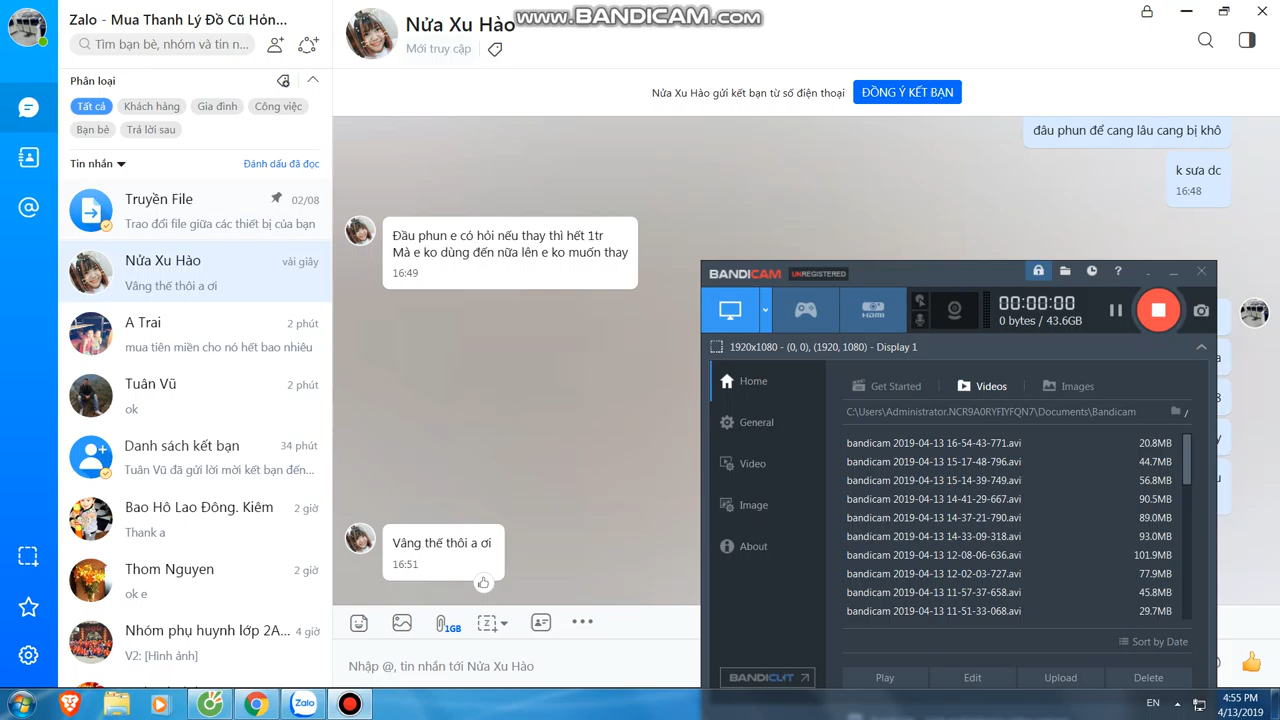 Zalo - Mua Thanh Lý Đồ Cũ Hỏn...
Tìm bạn bè, nhóm và tin n...
Phân loại
Tất cả
Khách hàng
Gia đình
Công việc
Bạn bè
Trả lời sau
Tin nhắn
Đánh dấu đã đọc
Truyền File
02/08
Trao đổi file giữa các thiết bị của bạn
Nửa Xu Hào
vài giây
Vâng thế thôi a ơi
A Trai
2 phút
mua tiên miền cho nó hết bao nhiêu
Tuân Vũ
2 phút
ok
Danh sách kết bạn
34 phút
Tuân Vũ đã gửi lời mời kết bạn đến...
Bao Hô Lao Đông. Kiêm
2 giờ
Thank a
Thom Nguyen
2 giờ
ok e
Nhóm phụ huynh lớp 2A...
4 giờ
V2: [Hình ảnh]
Nửa Xu Hào
Mới truy cập
www.BANDICAM.com
Nửa Xu Hào gửi kết bạn từ số điện thoại
ĐỒNG Ý KẾT BẠN
đâu phun để cang lâu cang bị khô
k sưa dc
16:48
Đầu phun e có hỏi nếu thay thì hết 1tr
Mà e ko dùng đến nữa lên e ko muốn thay
16:49
Vâng thế thôi a ơi
16:51
1GB
Nhập @, tin nhắn tới Nửa Xu Hào
BANDICAM UNREGISTERED
HDMI
00:00:00
0 bytes / 43.6GB
1920x1080 - (0, 0), (1920, 1080) - Display 1
Home
General
Video
Image
About
Get Started
Videos
Images
C:\Users\Administrator.NCR9A0RYFIYFQN7\Documents\Bandicam
bandicam 2019-04-13 16-54-43-771.avi 20.8MB
bandicam 2019-04-13 15-17-48-796.avi 44.7MB
bandicam 2019-04-13 15-14-39-749.avi 56.8MB
bandicam 2019-04-13 14-41-29-667.avi 90.5MB
bandicam 2019-04-13 14-37-21-790.avi 89.0MB
bandicam 2019-04-13 14-33-09-318.avi 93.0MB
bandicam 2019-04-13 12-08-06-636.avi 101.9MB
bandicam 2019-04-13 12-02-03-727.avi 77.9MB
bandicam 2019-04-13 11-57-37-658.avi 45.8MB
bandicam 2019-04-13 11-51-33-068.avi 29.7MB
Sort by Date
BANDICUT
Play
Edit
Upload
Delete
Zalo
EN
4:55 PM
4/13/2019